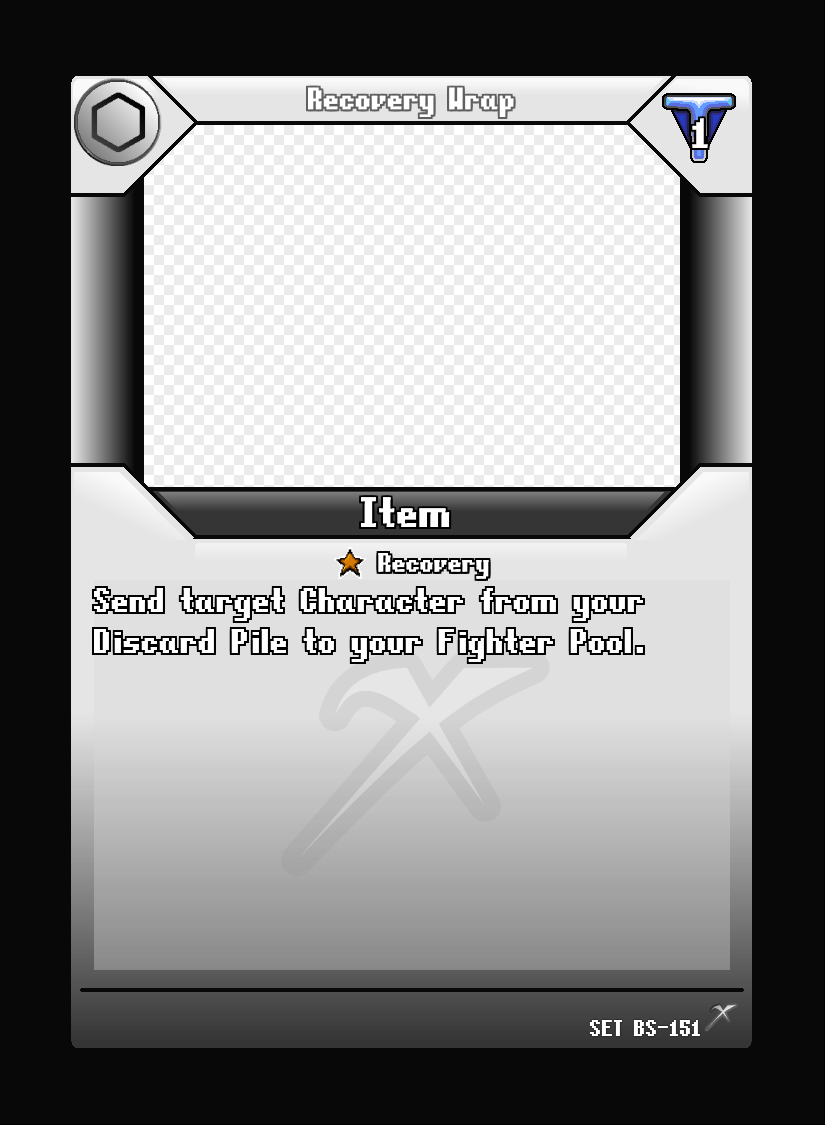 Recovery Wrap
1
Item
Recovery
Send target Character from your
Discard Pile to your Fighter Pool.
SET BS-151